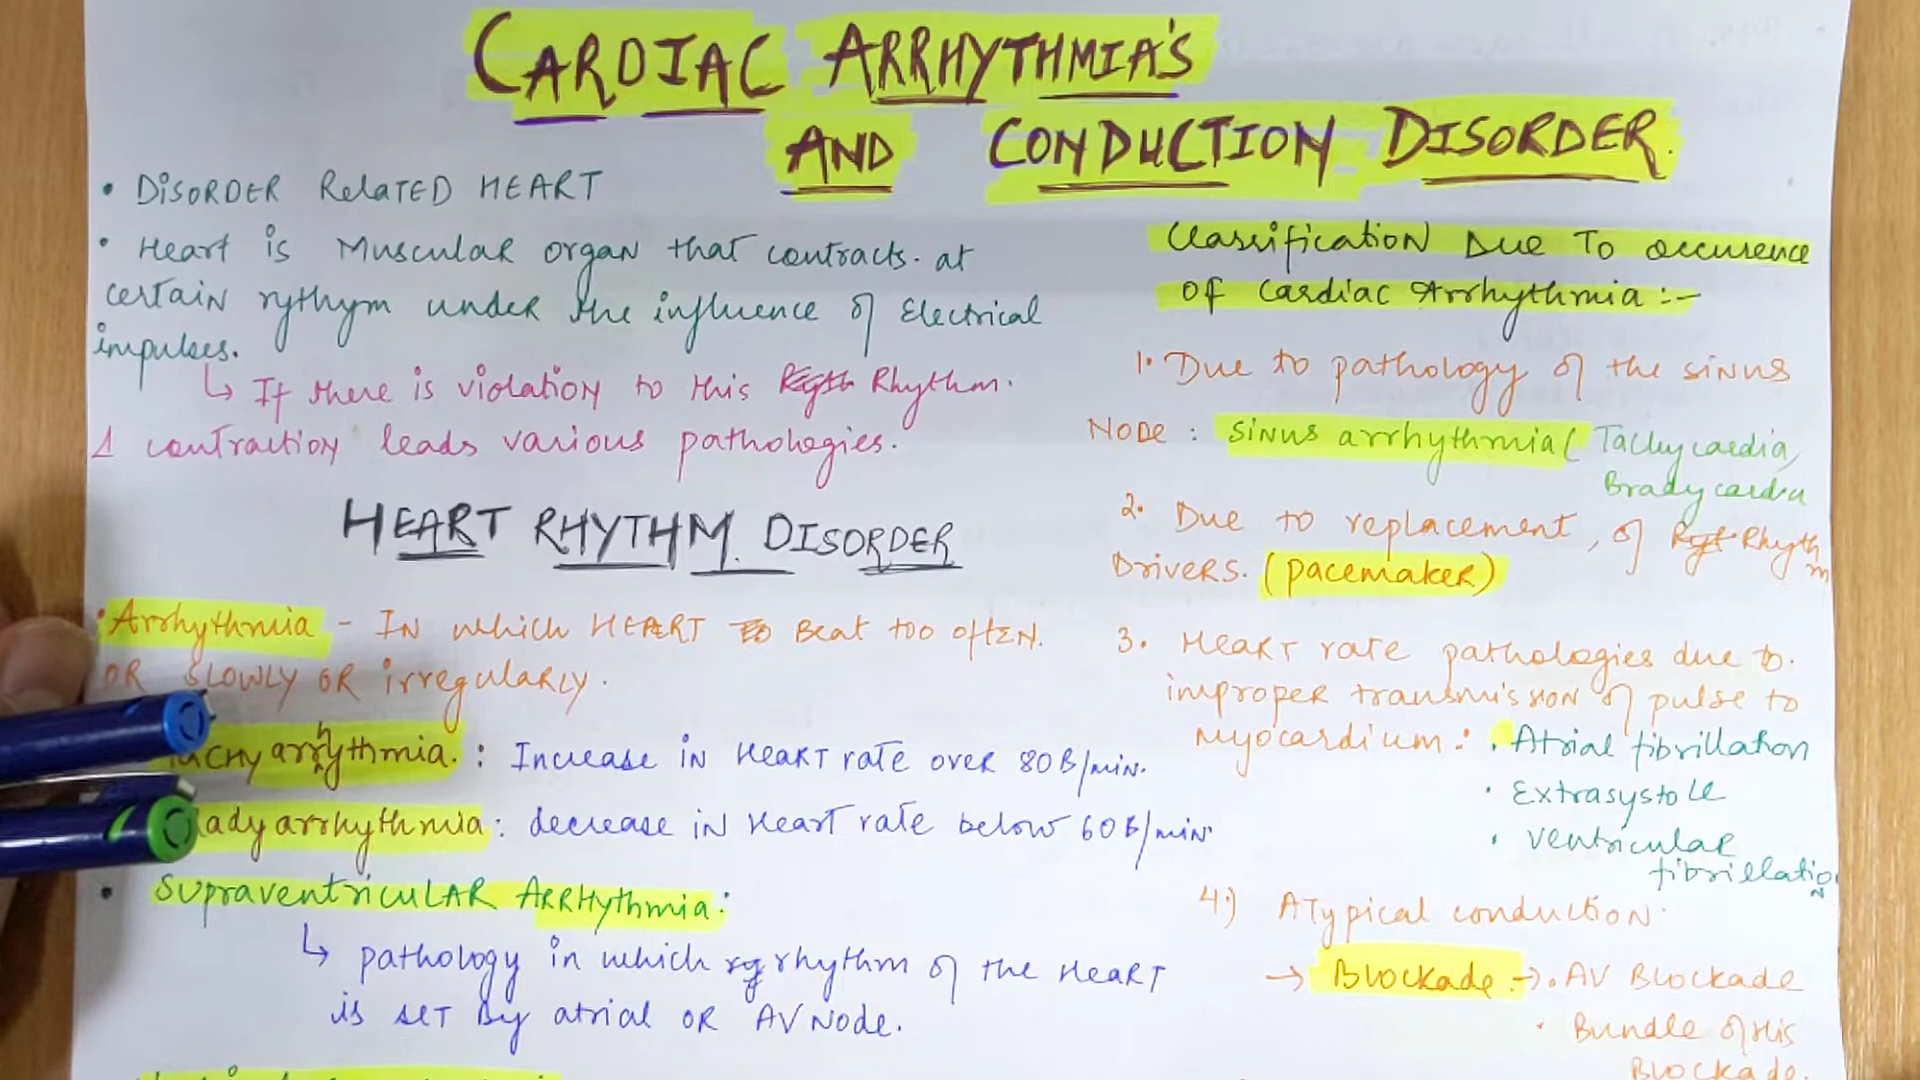 CARDIAC ARRHYTHMIA'S
AND CONDUCTION DISORDER.
• DISORDER RELATED HEART
• Heart is Muscular organ that contracts. at
certain rythym under the influence of Electrical
impulses.
↳ If there is violation to this Rhythm.
contraction leads various pathologies.
HEART RHYTHM. DISORDER
• Arrhythmia - IN which HEART Beat too often.
OR SLOWLY OR irregularly.
Tachyarrhythmia. : Increase in Heart rate over 80B/min.
adyarrhythmia : decrease in Heart rate below 60B/min.
• Supraventricular ARRHythmia :
↳ pathology in which rhythm of the HeART
is set By atrial OR AV Node.
Classification Due To occurence
of cardiac Arrhythmia :-
1. Due to pathology of the sinus
Node : sinus arrhythmia ( Tachycardia,
Bradycardia
2. Due to replacement, of Rhythm
Drivers. (pacemaker)
3. Heart rate pathologies due to.
improper transmission of pulse to
myocardium : • Atrial fibrillation
• Extrasystole
• ventricular
fibrillation
4.) ATypical conduction.
→ Blockade. → • AV Blockade
• Bundle of His
Blockade.